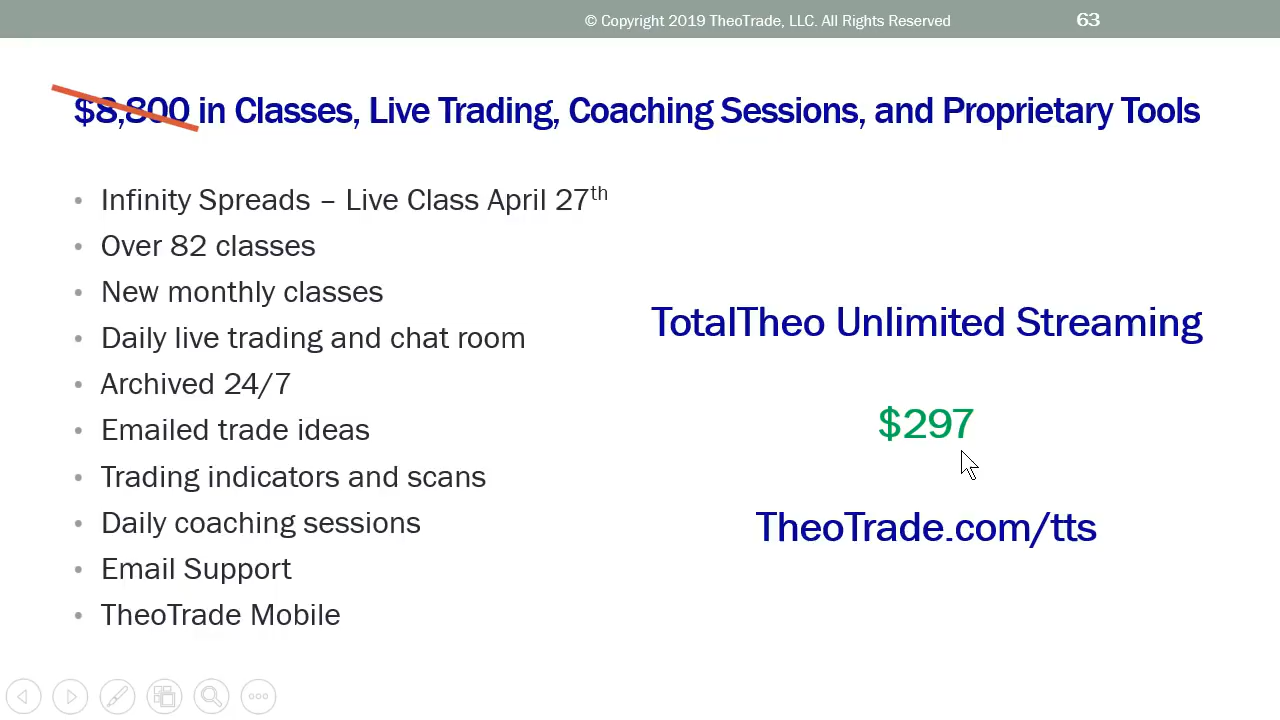 © Copyright 2019 TheoTrade, LLC. All Rights Reserved
63
$8,800 in Classes, Live Trading, Coaching Sessions, and Proprietary Tools
• Infinity Spreads – Live Class April 27th
• Over 82 classes
• New monthly classes
• Daily live trading and chat room
• Archived 24/7
• Emailed trade ideas
• Trading indicators and scans
• Daily coaching sessions
• Email Support
• TheoTrade Mobile
TotalTheo Unlimited Streaming
$297
TheoTrade.com/tts